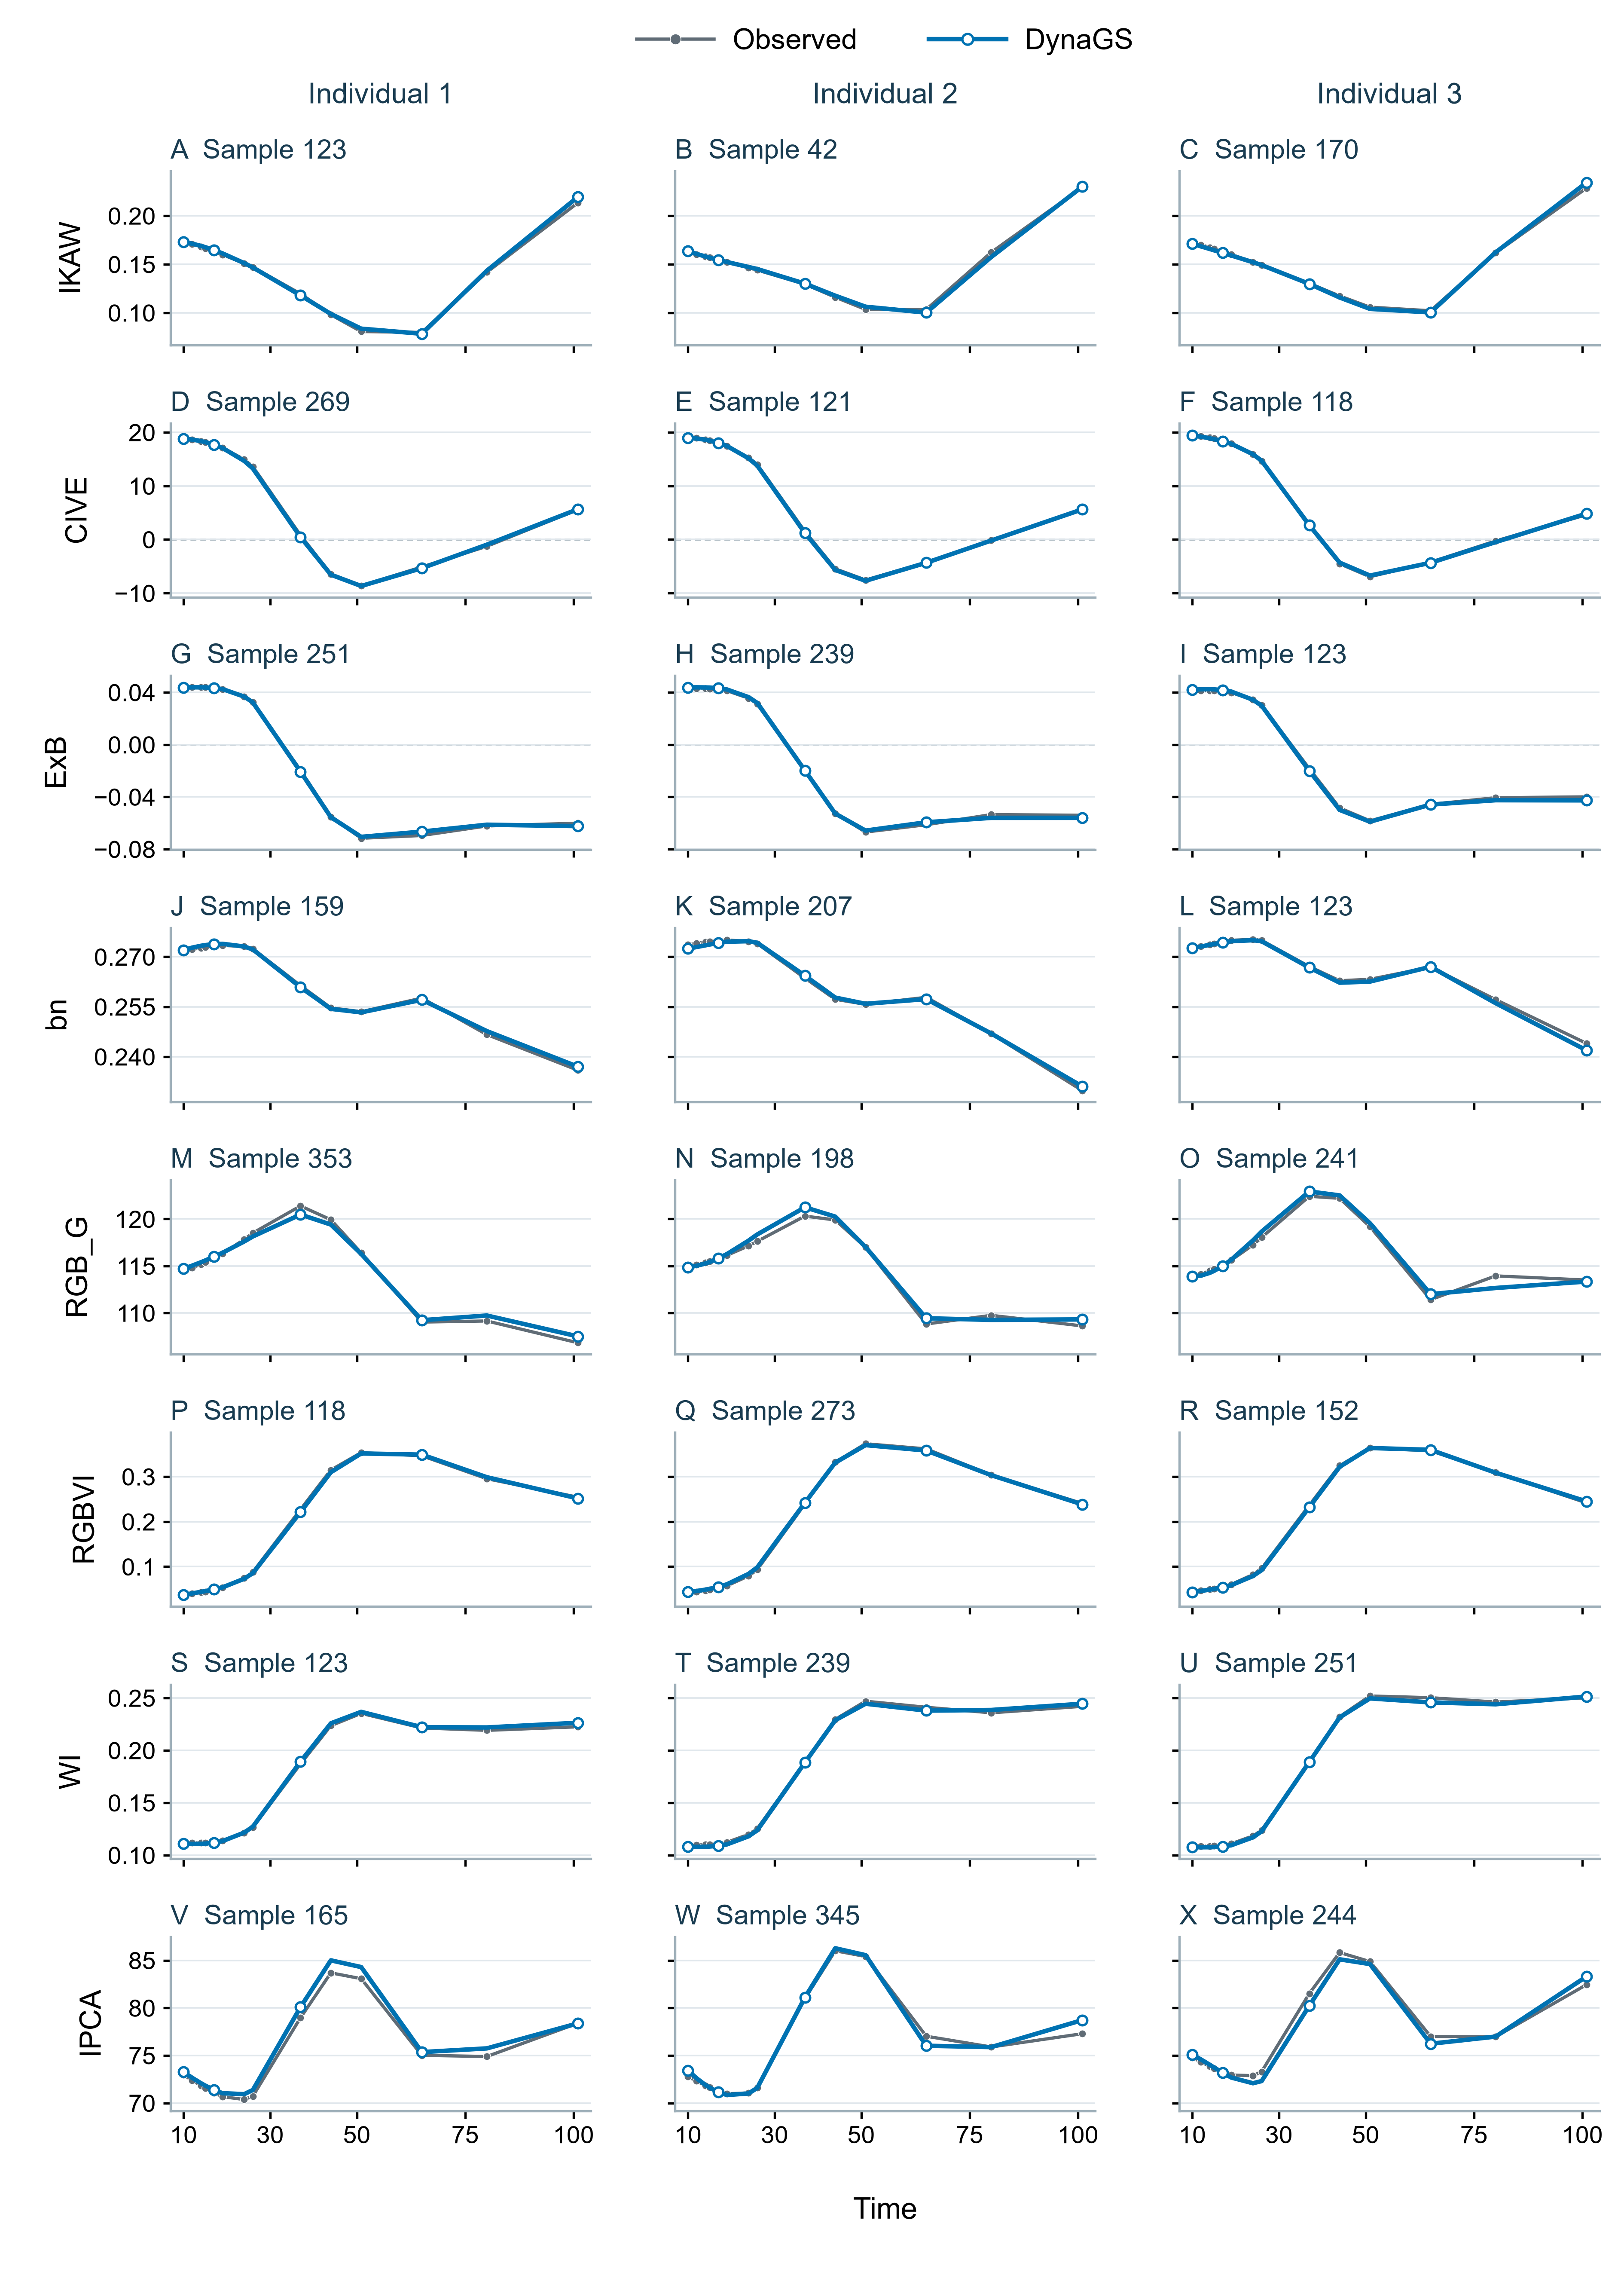 Observed DynaGS
Individual 1 Individual 2 Individual 3
A Sample 123 B Sample 42 C Sample 170
IKAW
0.20
0.15
0.10
D Sample 269 E Sample 121 F Sample 118
CIVE
20
10
0
−10
G Sample 251 H Sample 239 I Sample 123
ExB
0.04
0.00
−0.04
−0.08
J Sample 159 K Sample 207 L Sample 123
bn
0.270
0.255
0.240
M Sample 353 N Sample 198 O Sample 241
RGB_G
120
115
110
P Sample 118 Q Sample 273 R Sample 152
RGBVI
0.3
0.2
0.1
S Sample 123 T Sample 239 U Sample 251
WI
0.25
0.20
0.15
0.10
V Sample 165 W Sample 345 X Sample 244
IPCA
85
80
75
70
10 30 50 75 100 10 30 50 75 100 10 30 50 75 100
Time